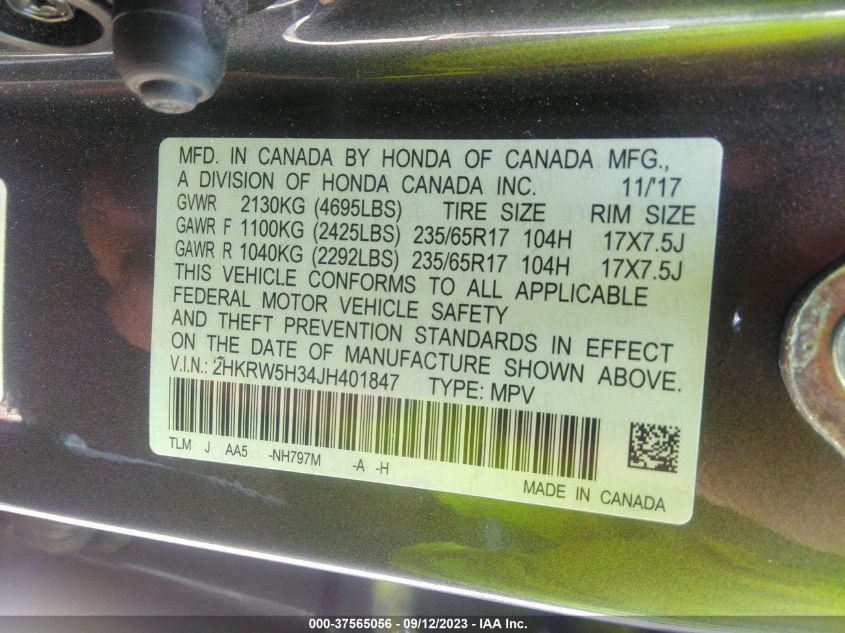 MFD. IN CANADA BY HONDA OF CANADA MFG.,
A DIVISION OF HONDA CANADA INC. 11/'17
GVWR 2130KG (4695LBS) TIRE SIZE RIM SIZE
GAWR F 1100KG (2425LBS) 235/65R17 104H 17X7.5J
GAWR R 1040KG (2292LBS) 235/65R17 104H 17X7.5J
THIS VEHICLE CONFORMS TO ALL APPLICABLE
FEDERAL MOTOR VEHICLE SAFETY
AND THEFT PREVENTION STANDARDS IN EFFECT
ON THE DATE OF MANUFACTURE SHOWN ABOVE.
V.I.N.: 2HKRW5H34JH401847 TYPE: MPV
TLM J AA5 -NH797M -A -H
MADE IN CANADA
000-37565056 - 09/12/2023 - IAA Inc.